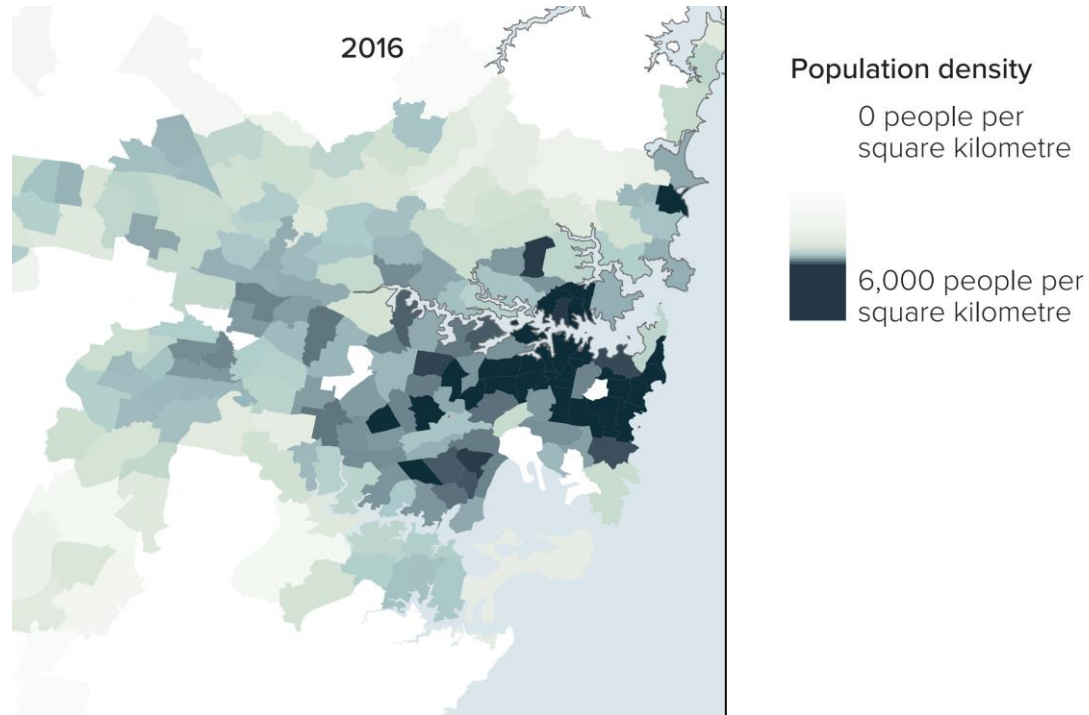 2016
Population density
0 people per
square kilometre
6,000 people per
square kilometre